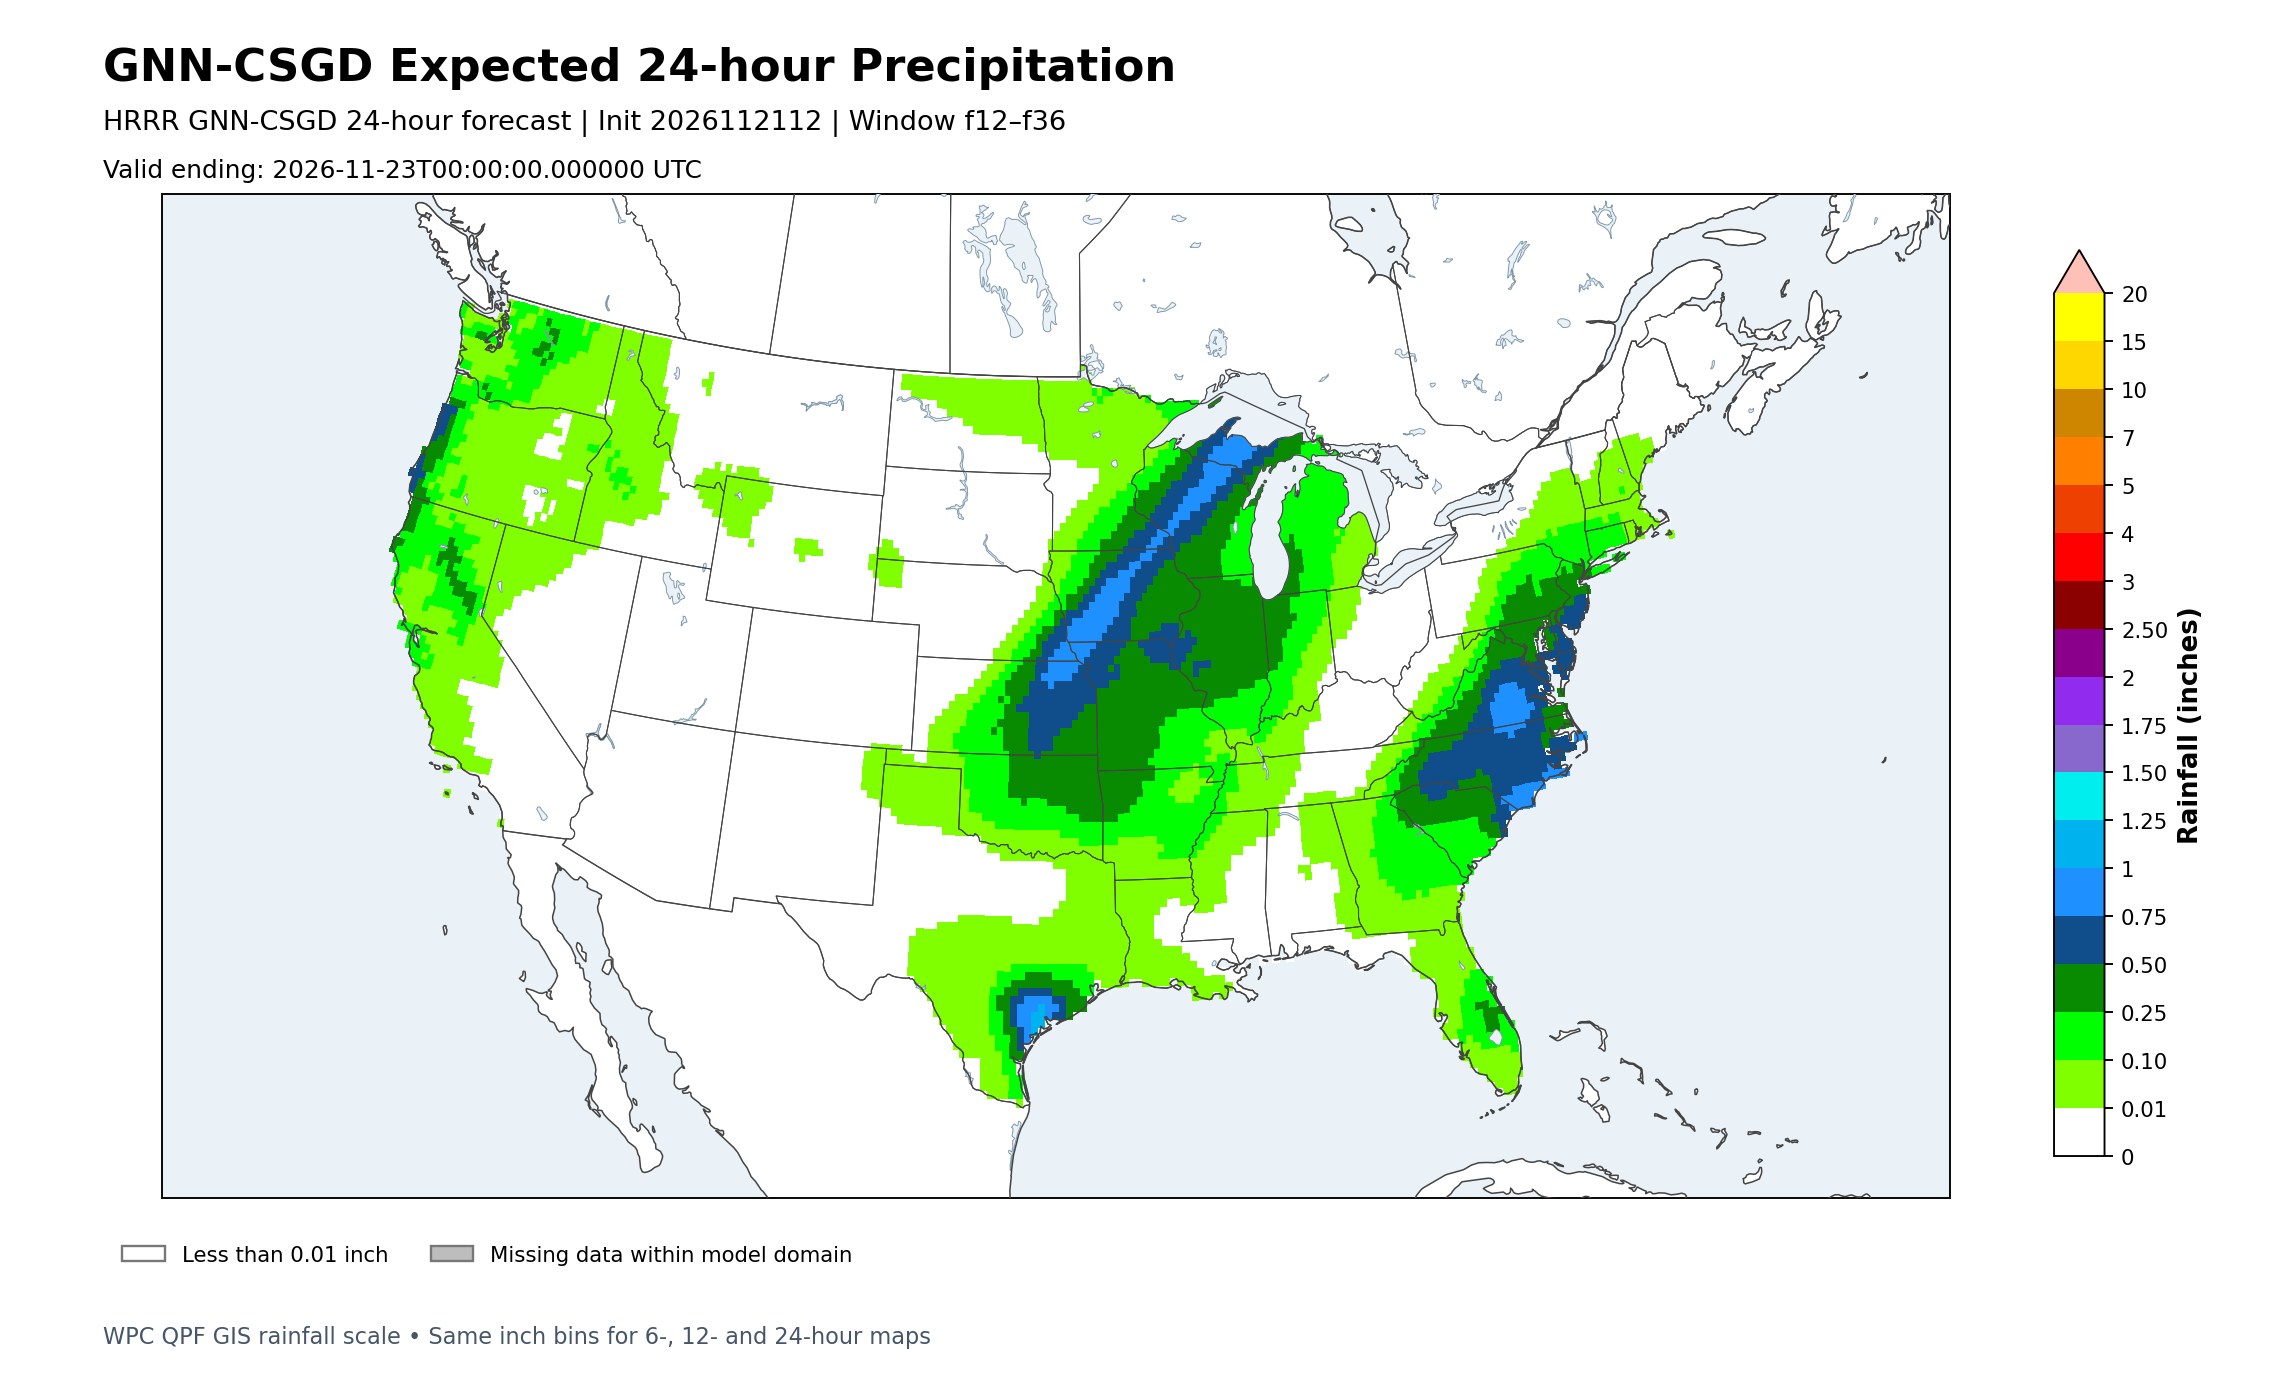 GNN-CSGD Expected 24-hour Precipitation
HRRR GNN-CSGD 24-hour forecast | Init 2026112112 | Window f12–f36
Valid ending: 2026-11-23T00:00:00.000000 UTC
20
15
10
7
5
4
3
2.50
2
1.75
1.50
1.25
1
0.75
0.50
0.25
0.10
0.01
0
Rainfall (inches)
Less than 0.01 inch
Missing data within model domain
WPC QPF GIS rainfall scale • Same inch bins for 6-, 12- and 24-hour maps